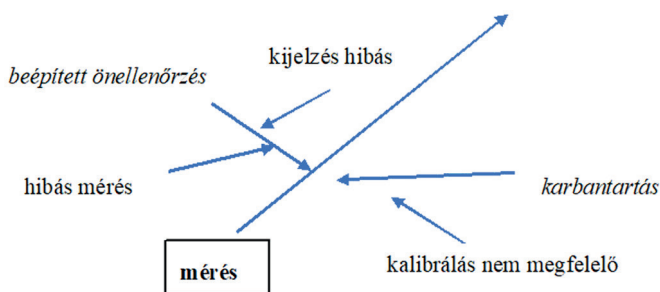 kijelzés hibás
beépített önellenőrzés
hibás mérés
karbantartás
mérés
kalibrálás nem megfelelő